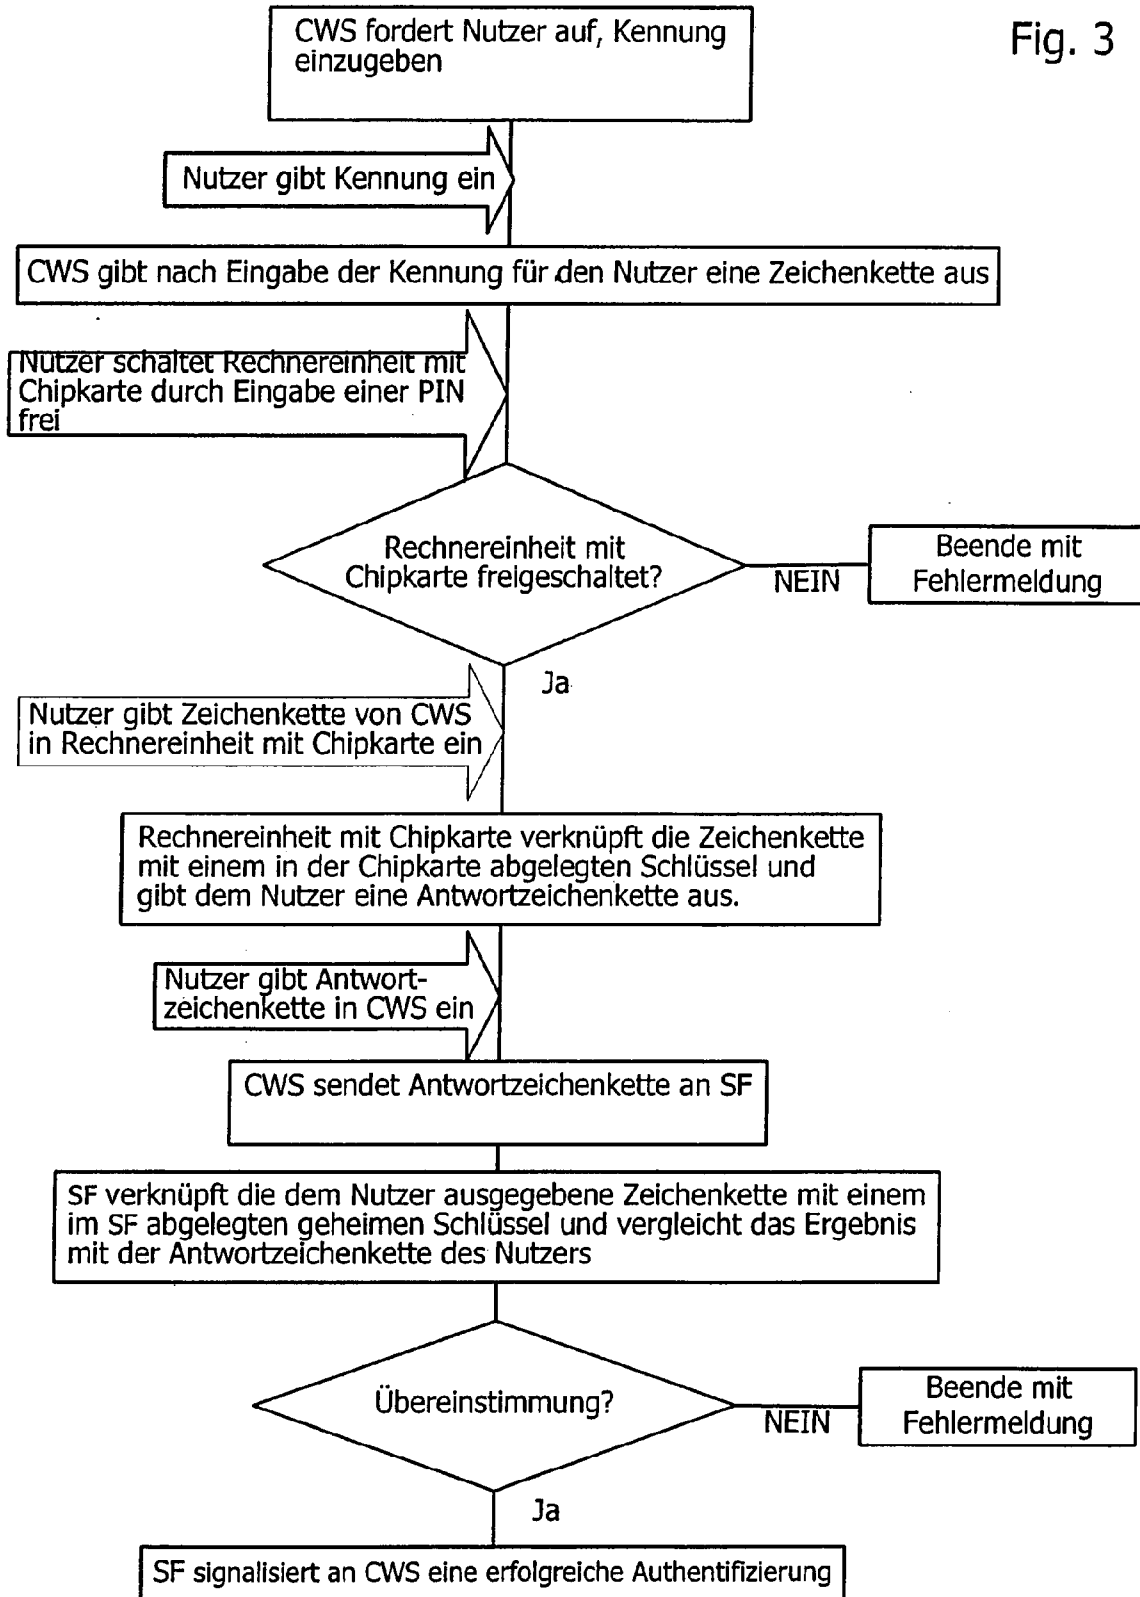 Fig. 3
CWS fordert Nutzer auf, Kennung
einzugeben
Nutzer gibt Kennung ein
CWS gibt nach Eingabe der Kennung für den Nutzer eine Zeichenkette aus
Nutzer schaltet Rechnereinheit mit
Chipkarte durch Eingabe einer PIN
frei
Rechnereinheit mit
Chipkarte freigeschaltet?
NEIN
Beende mit
Fehlermeldung
Ja
Nutzer gibt Zeichenkette von CWS
in Rechnereinheit mit Chipkarte ein
Rechnereinheit mit Chipkarte verknüpft die Zeichenkette
mit einem in der Chipkarte abgelegten Schlüssel und
gibt dem Nutzer eine Antwortzeichenkette aus.
Nutzer gibt Antwort-
zeichenkette in CWS ein
CWS sendet Antwortzeichenkette an SF
SF verknüpft die dem Nutzer ausgegebene Zeichenkette mit einem
im SF abgelegten geheimen Schlüssel und vergleicht das Ergebnis
mit der Antwortzeichenkette des Nutzers
Übereinstimmung?
NEIN
Beende mit
Fehlermeldung
Ja
SF signalisiert an CWS eine erfolgreiche Authentifizierung